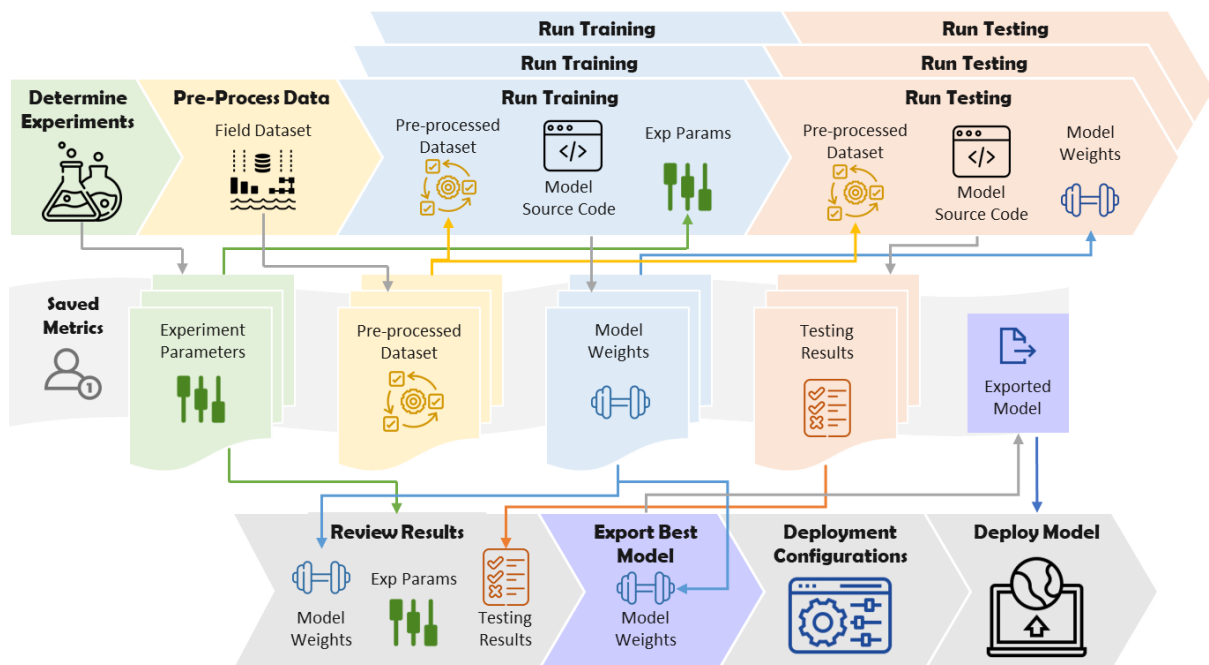 Run Training
Run Testing
Run Training
Run Testing
Determine
Experiments
Pre-Process Data
Field Dataset
Run Training
Pre-processed
Dataset
</>
Model
Source Code
Exp Params
Run Testing
Pre-processed
Dataset
</>
Model
Source Code
Model
Weights
Saved
Metrics
1
Experiment
Parameters
Pre-processed
Dataset
Model
Weights
Testing
Results
Exported
Model
Review Results
Model
Weights
Exp Params
Testing
Results
Export Best
Model
Model
Weights
Deployment
Configurations
Deploy Model